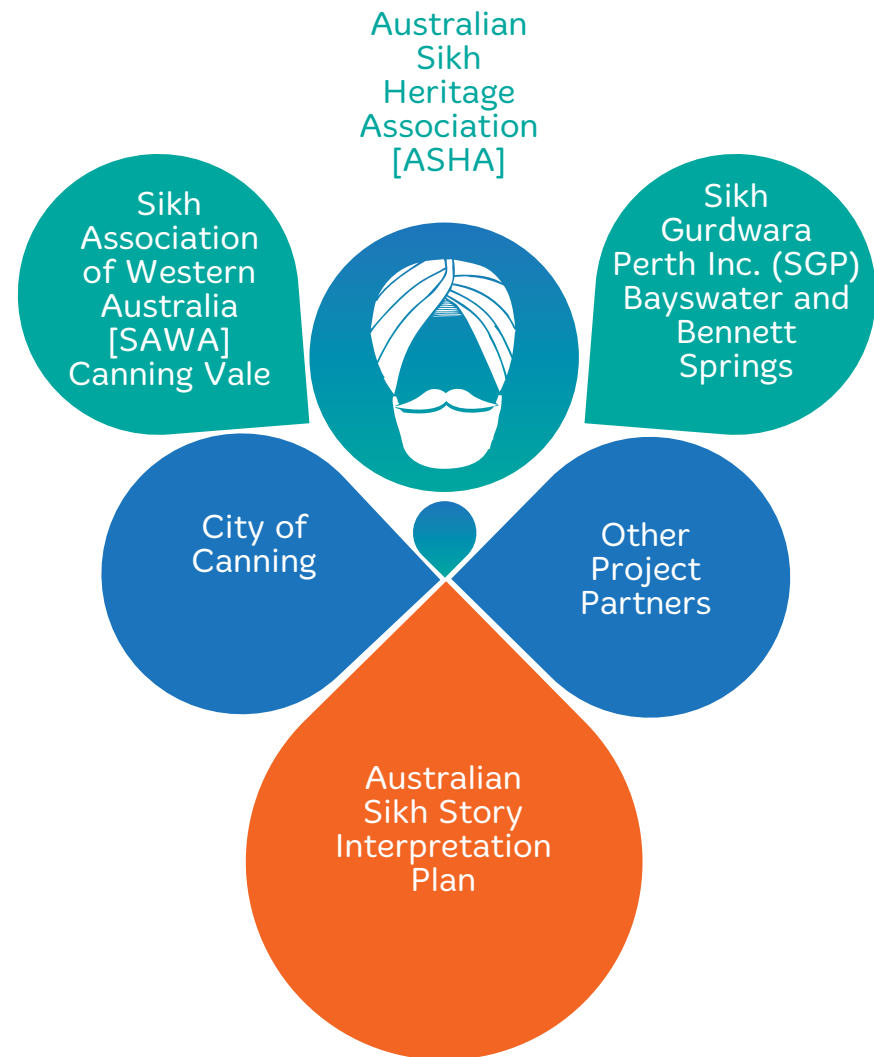 Australian
Sikh
Heritage
Association
[ASHA]
Sikh
Association
of Western
Australia
[SAWA]
Canning Vale
Sikh
Gurdwara
Perth Inc. (SGP)
Bayswater and
Bennett
Springs
City of
Canning
Other
Project
Partners
Australian
Sikh Story
Interpretation
Plan